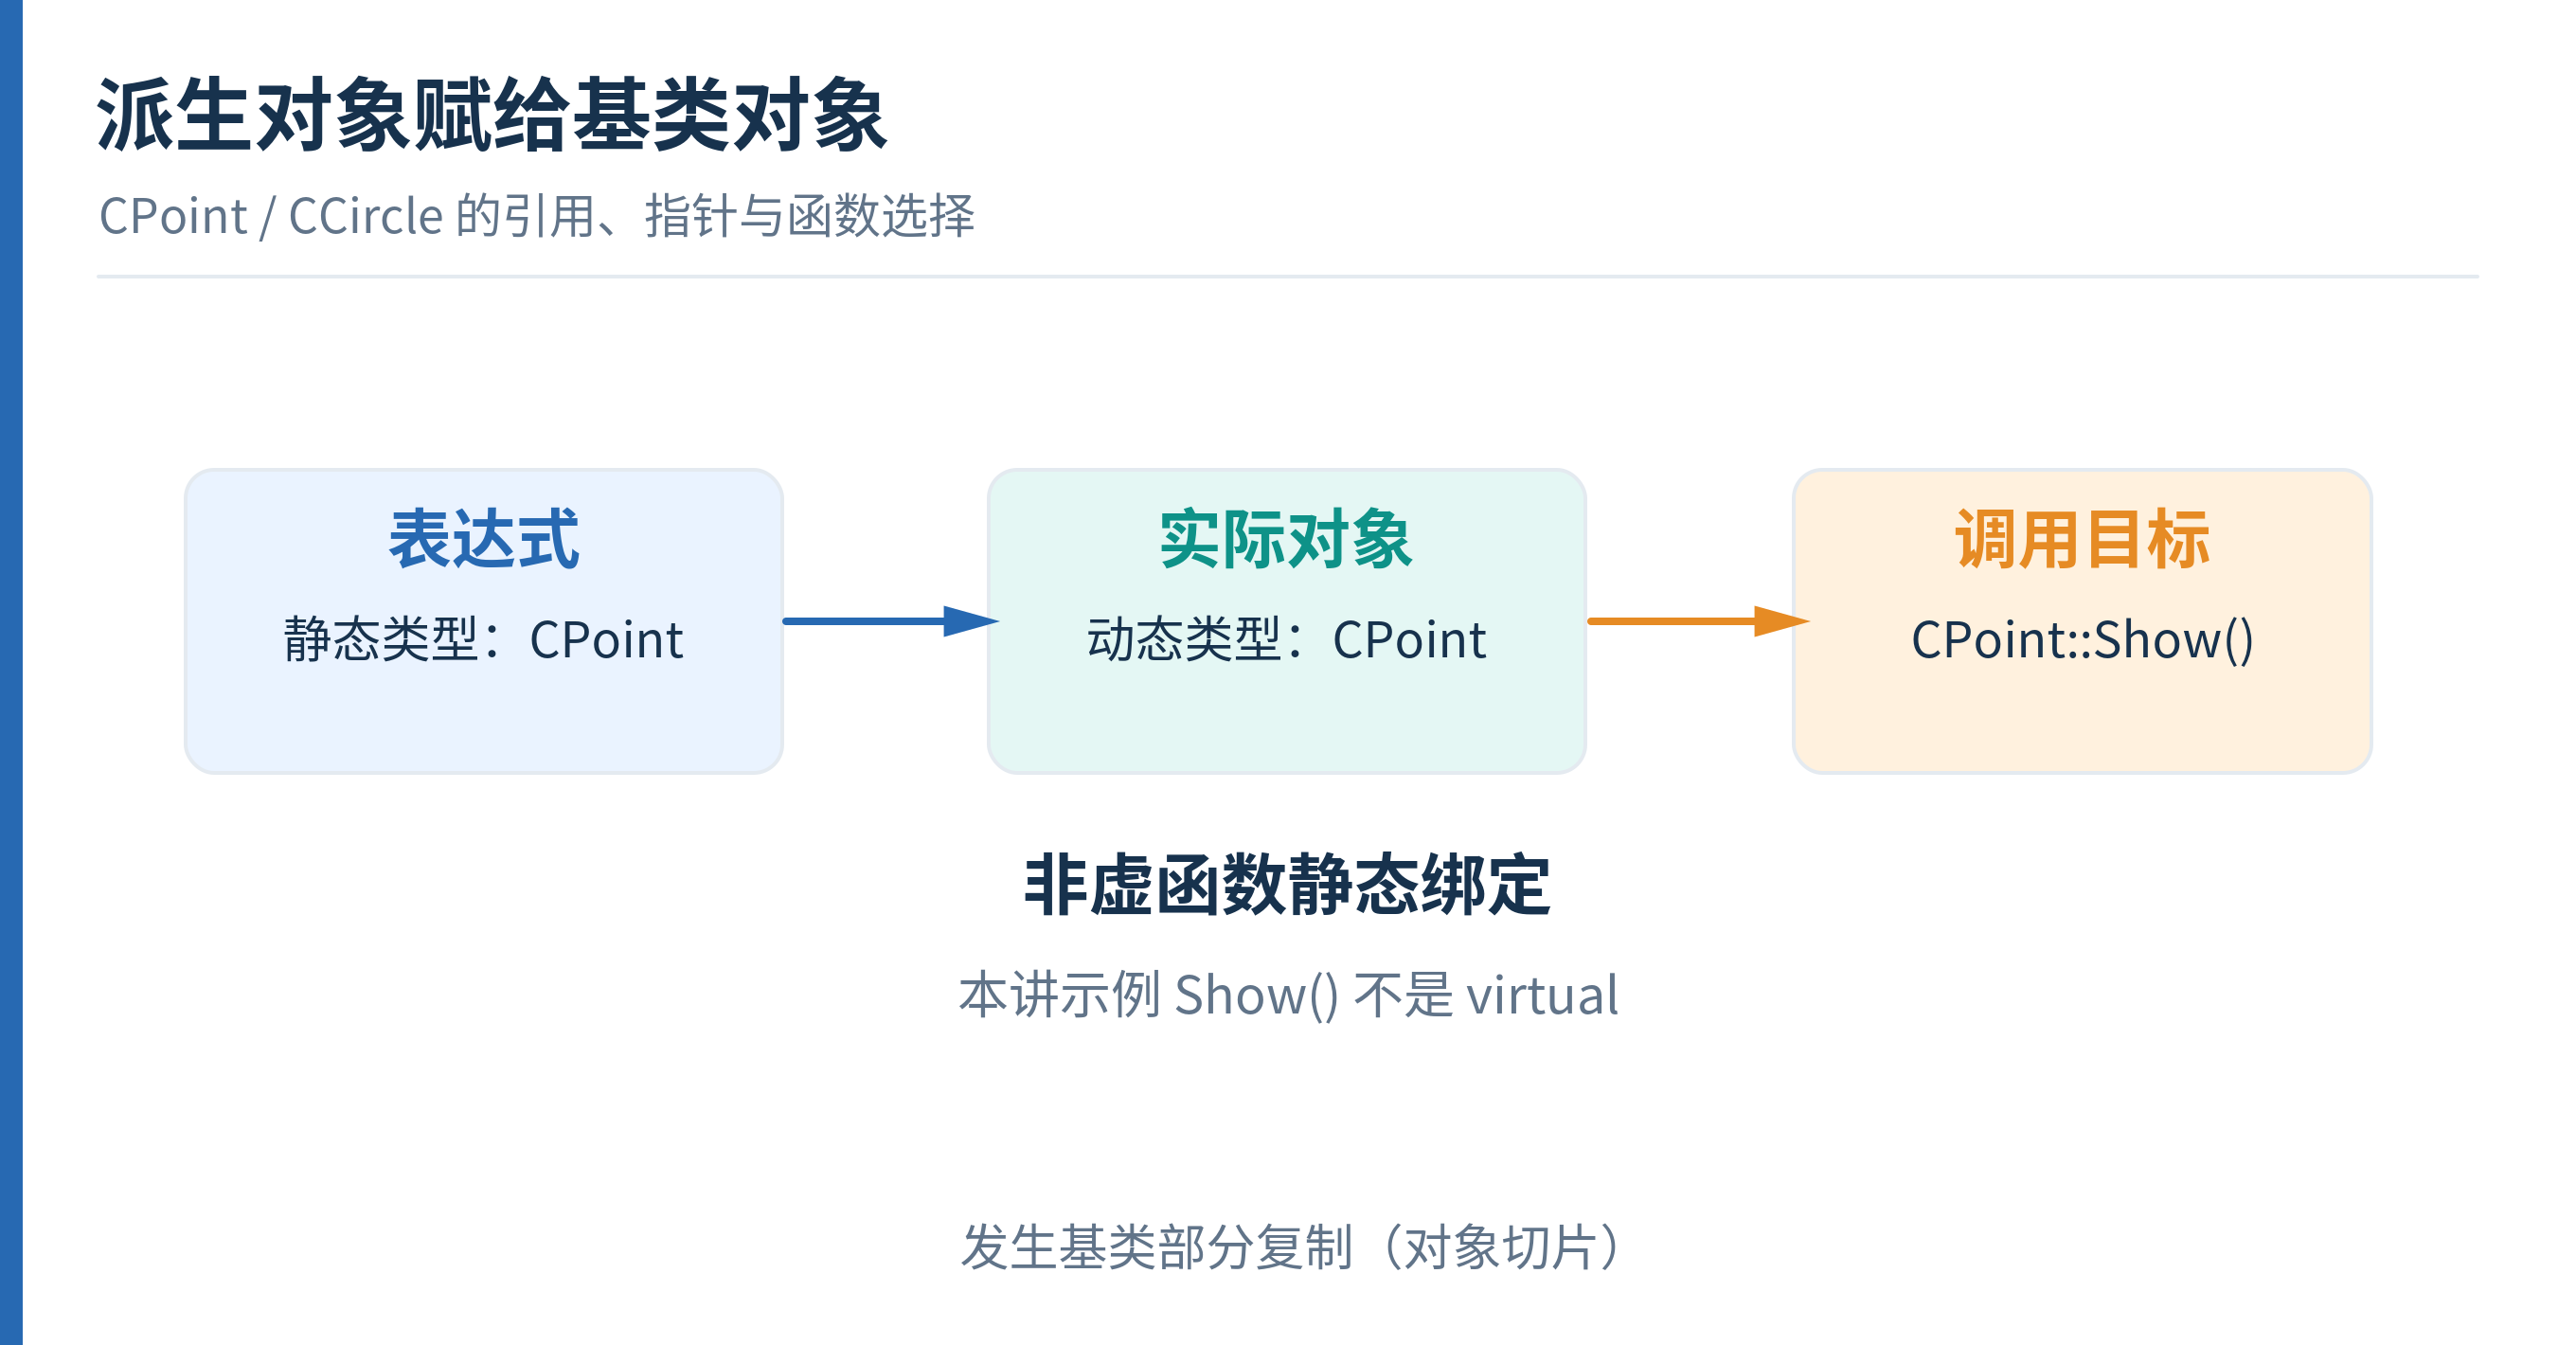 派生对象赋给基类对象
CPoint / CCircle 的引用、指针与函数选择
表达式
静态类型：CPoint
实际对象
动态类型：CPoint
调用目标
CPoint::Show()
非虚函数静态绑定
本讲示例 Show() 不是 virtual
发生基类部分复制（对象切片）